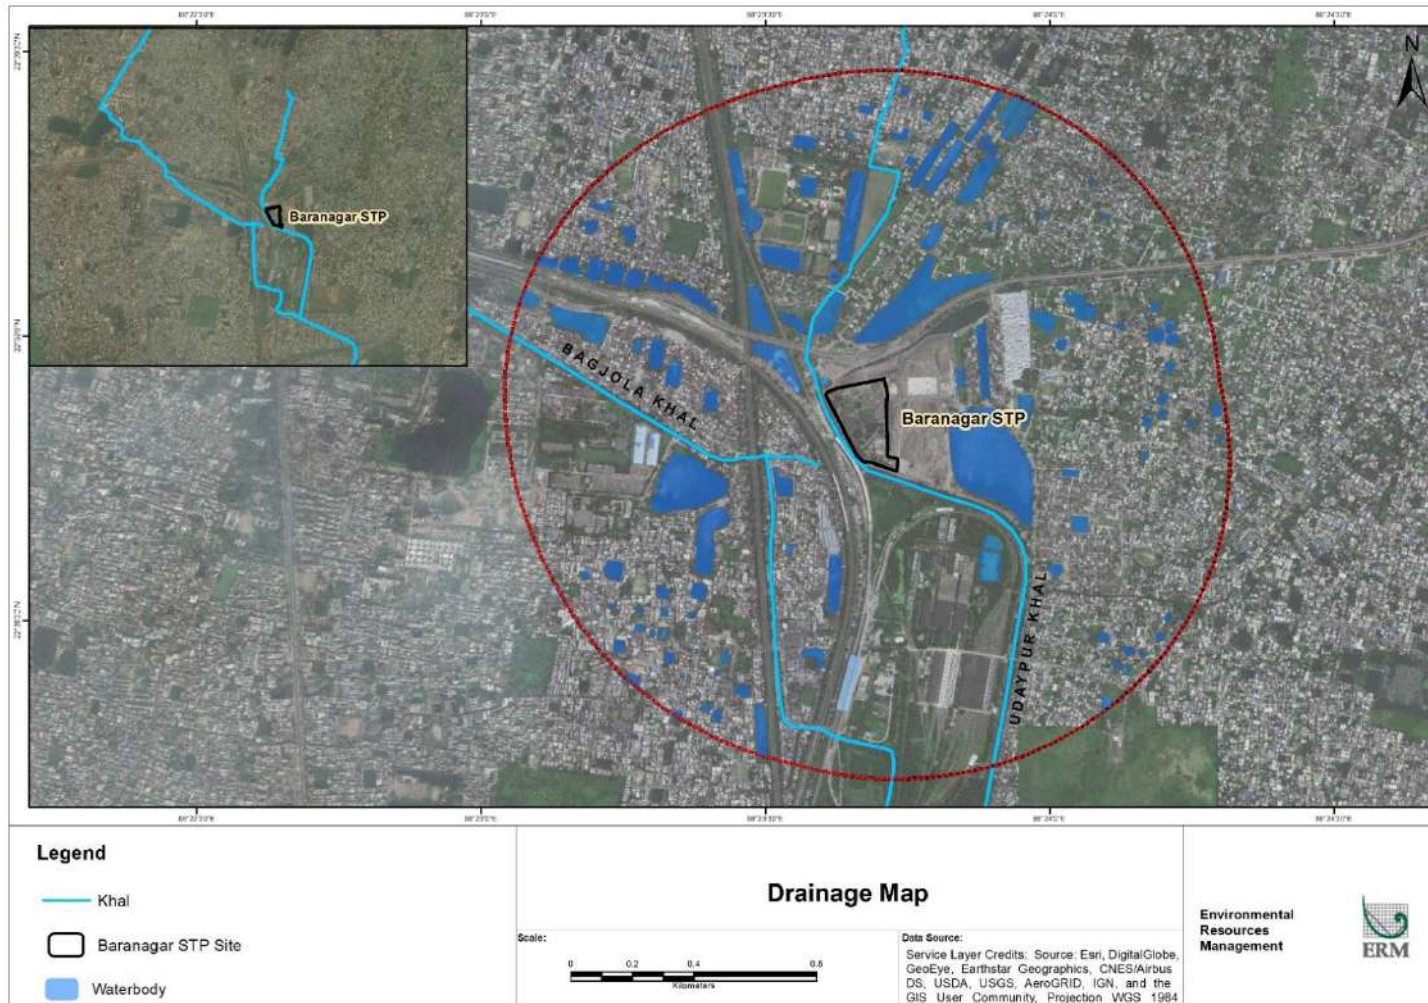 N
Baranagar STP
BAGJOLA KHAL
Baranagar STP
UDAYPUR KHAL
Legend
Khal
Baranagar STP Site
Waterbody
Drainage Map
Scale:
0 0.2 0.4 0.8
Kilometers
Data Source:
Service Layer Credits: Source: Esri, DigitalGlobe,
GeoEye, Earthstar Geographics, CNES/Airbus
DS, USDA, USGS, AeroGRID, IGN, and the
GIS User Community, Projection WGS 1984
Environmental
Resources
Management
ERM